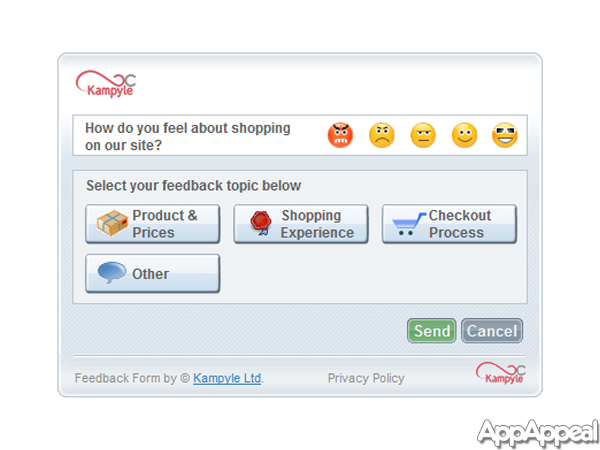 Kampyle
How do you feel about shopping
on our site?
Select your feedback topic below
Product &
Prices
Shopping
Experience
Checkout
Process
Other
Send
Cancel
Feedback Form by © Kampyle Ltd.
Privacy Policy
Kampyle
AppAppeal